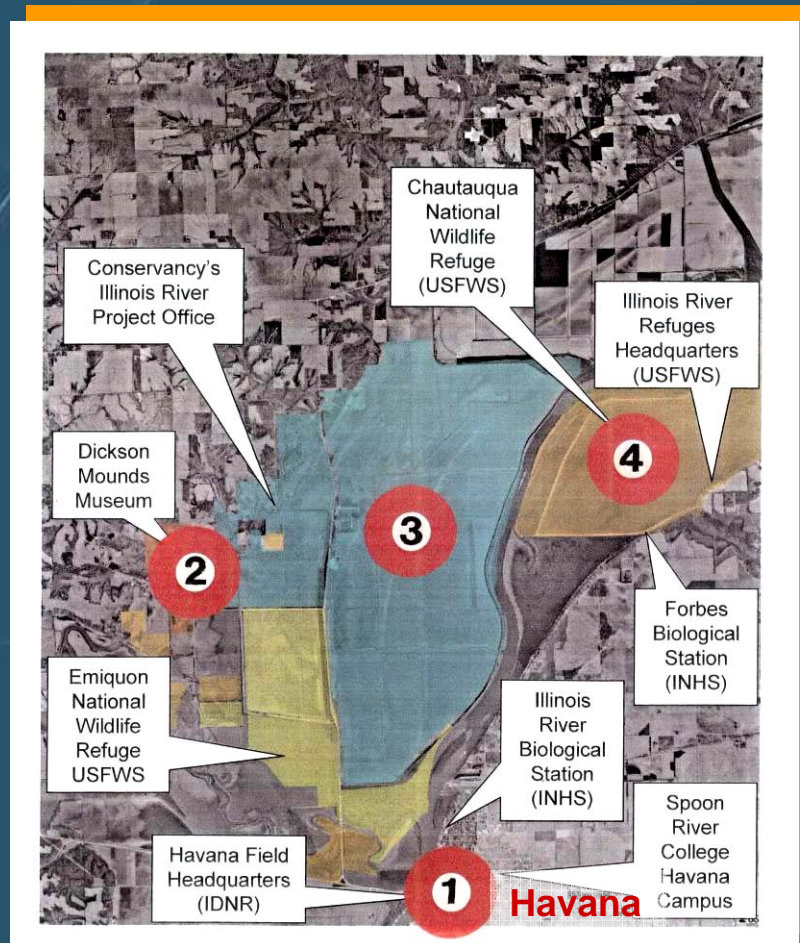 Chautauqua
National
Wildlife
Refuge
(USFWS)
Conservancy's
Illinois River
Project Office
Illinois River
Refuges
Headquarters
(USFWS)
Dickson
Mounds
Museum
4
3
2
Forbes
Biological
Station
(INHS)
Emiquon
National
Wildlife
Refuge
USFWS
Illinois
River
Biological
Station
(INHS)
Spoon
River
College
Havana
Campus
Havana Field
Headquarters
(IDNR)
1
Havana